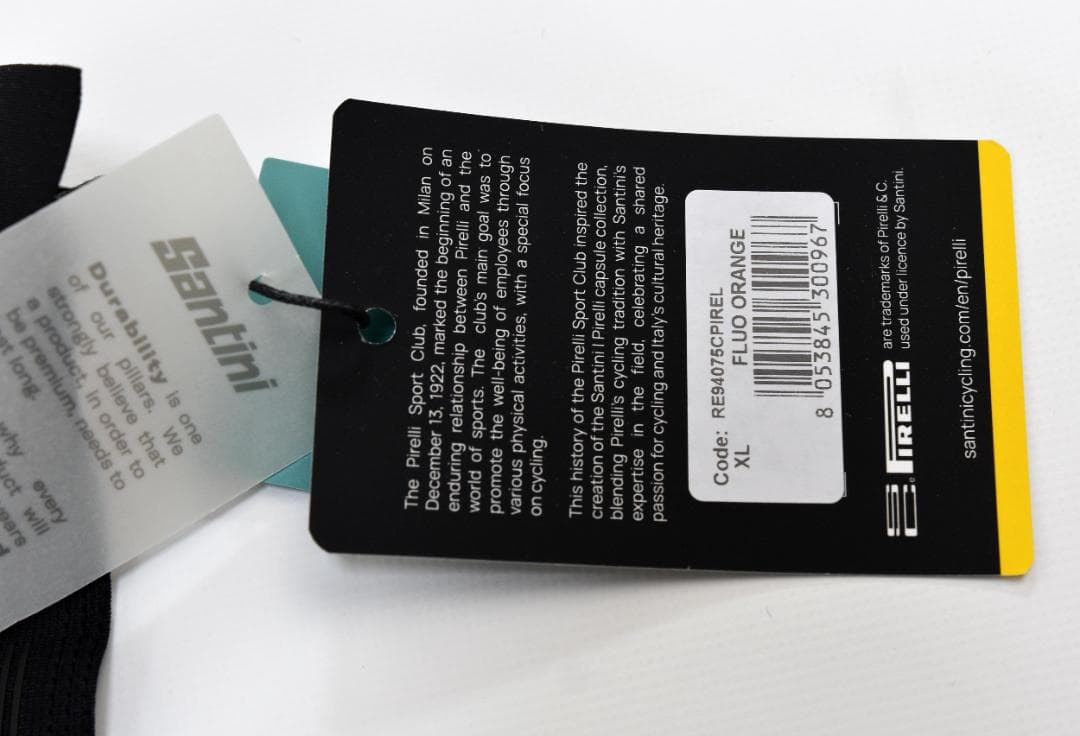 Santini
Durability is one
of our pillars. We
strongly believe that
a product, in order to
be premium, needs to
long.
why
every
will
The Pirelli Sport Club, founded in Milan on
December 13, 1922, marked the beginning of an
enduring relationship between Pirelli and the
world of sports. The club's main goal was to
promote the well-being of employees through
various physical activities, with a special focus
on cycling.
This history of the Pirelli Sport Club inspired the
creation of the Santini | Pirelli capsule collection,
blending Pirelli's cycling tradition with Santini's
expertise in the field, celebrating a shared
passion for cycling and Italy's cultural heritage.
Code: RE94075CPIREL
XL FLUO ORANGE
8 053845 300967
PIRELLI
are trademarks of Pirelli & C.
used under licence by Santini.
santinicycling.com/en/pirelli